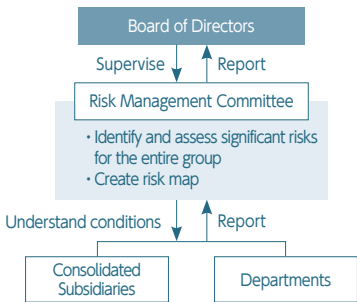 Board of Directors
Supervise
Report
Risk Management Committee
・Identify and assess significant risks
for the entire group
・Create risk map
Understand conditions
Report
Consolidated
Subsidiaries
Departments